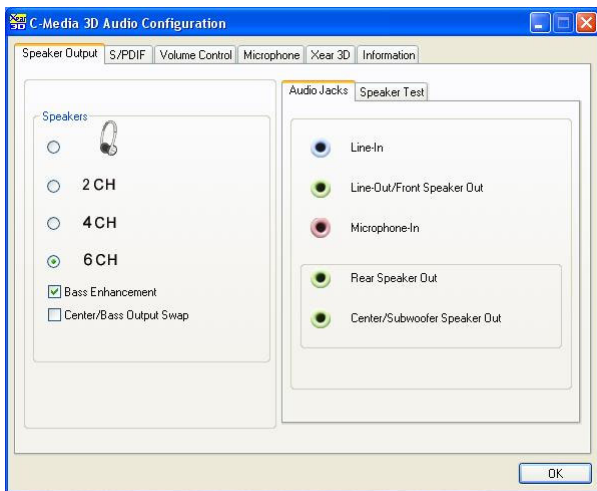 Xear 3D C-Media 3D Audio Configuration
Speaker Output S/PDIF Volume Control Microphone Xear 3D Information
Speakers
2 CH
4 CH
6 CH
Bass Enhancement
Center/Bass Output Swap
Audio Jacks Speaker Test
Line-In
Line-Out/Front Speaker Out
Microphone-In
Rear Speaker Out
Center/Subwoofer Speaker Out
OK